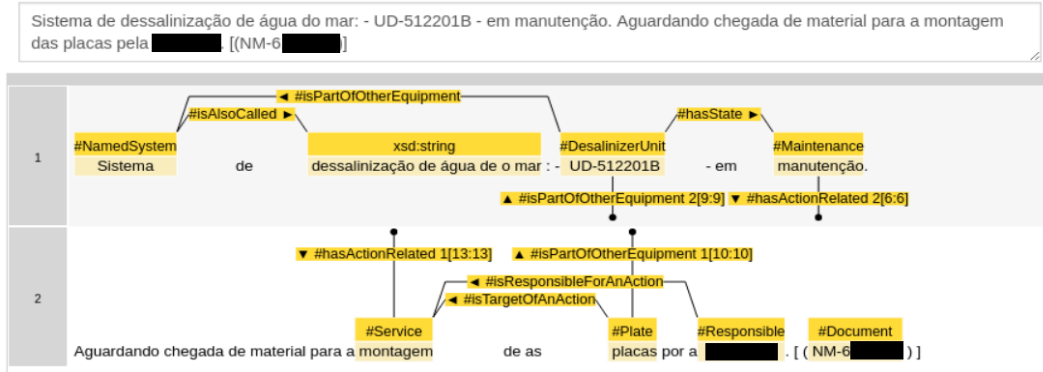 Sistema de dessalinização de água do mar: - UD-512201B - em manutenção. Aguardando chegada de material para a montagem
das placas pela . [(NM-6 )]
◄ #isPartOfOtherEquipment
#isAlsoCalled ► #hasState ►
#NamedSystem xsd:string #DesalinizerUnit #Maintenance
1 Sistema de dessalinização de água de o mar : - UD-512201B - em manutenção.
▲ #isPartOfOtherEquipment 2[9:9] ▼ #hasActionRelated 2[6:6]
▼ #hasActionRelated 1[13:13] ▲ #isPartOfOtherEquipment 1[10:10]
◄ #isResponsibleForAnAction
2 ◄ #isTargetOfAnAction
#Service #Plate #Responsible #Document
Aguardando chegada de material para a montagem de as placas por a . [ ( NM-6 ) ]